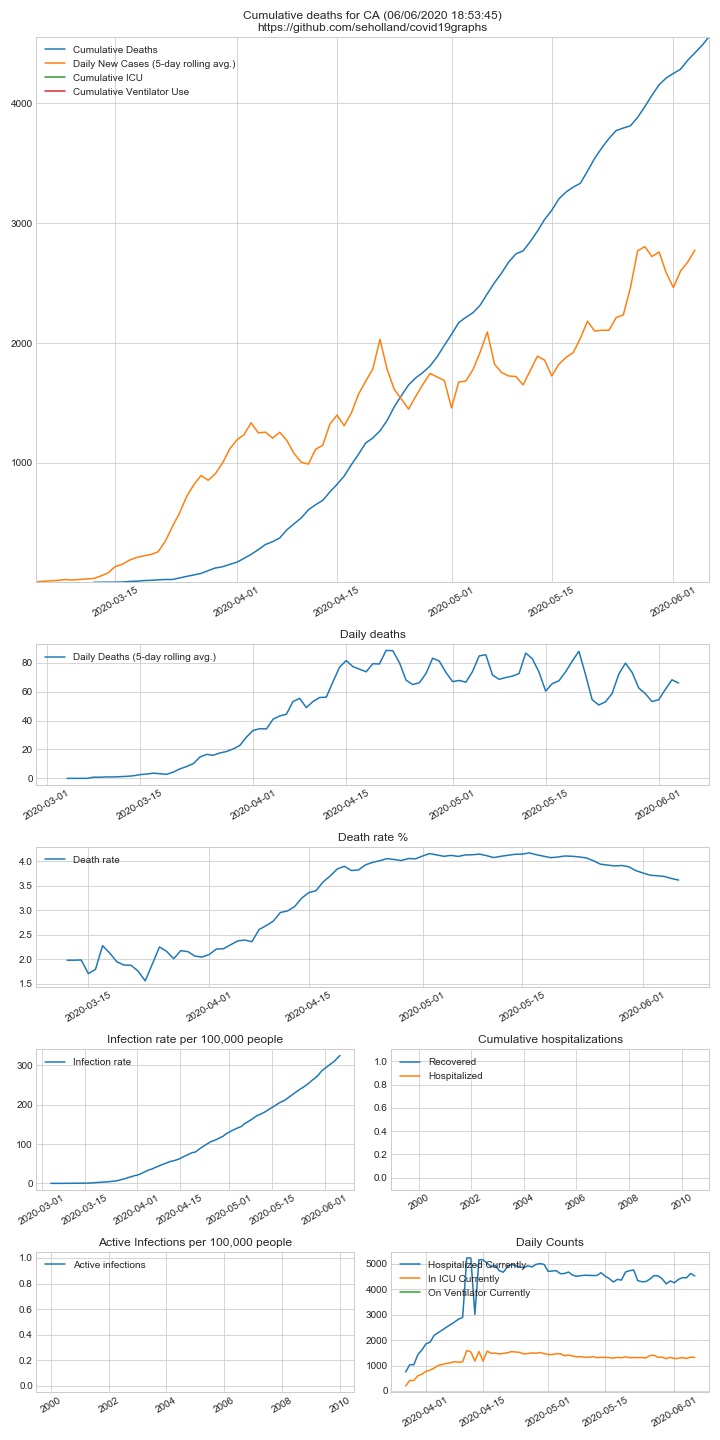 Cumulative deaths for CA (06/06/2020 18:53:45)
https://github.com/seholland/covid19graphs
Cumulative Deaths
Daily New Cases (5-day rolling avg.)
Cumulative ICU
Cumulative Ventilator Use
4000
3000
2000
1000
2020-03-15 2020-04-01 2020-04-15 2020-05-01 2020-05-15 2020-06-01
Daily deaths
Daily Deaths (5-day rolling avg.)
80
60
40
20
0
2020-03-01 2020-03-15 2020-04-01 2020-04-15 2020-05-01 2020-05-15 2020-06-01
Death rate %
Death rate
4.0
3.5
3.0
2.5
2.0
1.5
2020-03-15 2020-04-01 2020-04-15 2020-05-01 2020-05-15 2020-06-01
Infection rate per 100,000 people
Infection rate
300
200
100
0
2020-03-01 2020-03-15 2020-04-01 2020-04-15 2020-05-01 2020-05-15 2020-06-01
Cumulative hospitalizations
Recovered
Hospitalized
1.0
0.8
0.6
0.4
0.2
0.0
2000 2002 2004 2006 2008 2010
Active Infections per 100,000 people
Active infections
1.0
0.8
0.6
0.4
0.2
0.0
2000 2002 2004 2006 2008 2010
Daily Counts
Hospitalized Currently
In ICU Currently
On Ventilator Currently
5000
4000
3000
2000
1000
0
2020-04-01 2020-04-15 2020-05-01 2020-05-15 2020-06-01